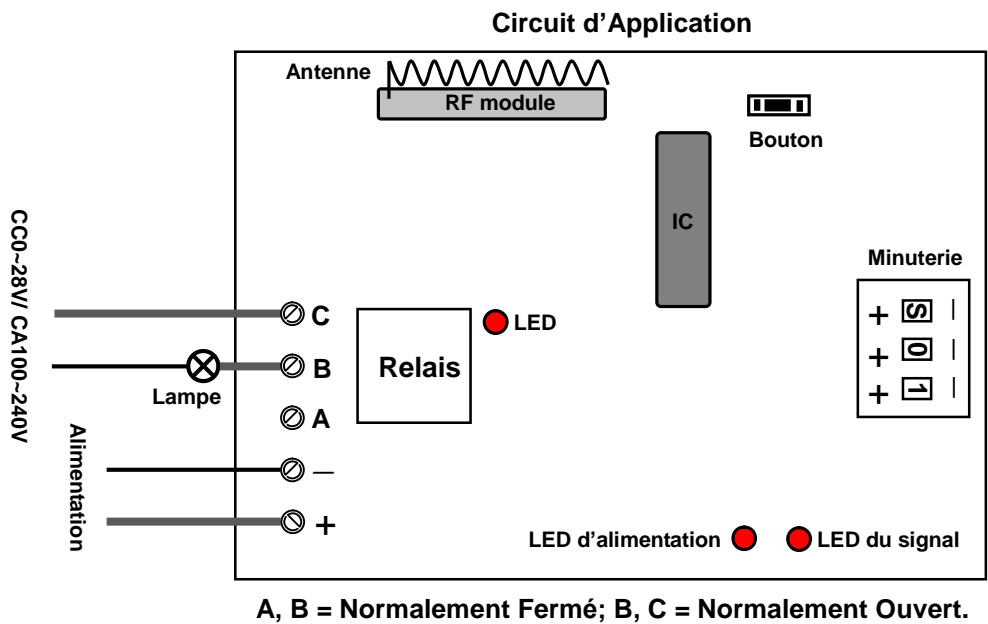 Circuit d'Application
Antenne
RF module
Bouton
IC
Minuterie
+ S —
+ 0 —
+ 1 —
CC0~28V/ CA100~240V
C
LED
B
Relais
Lampe
A
—
Alimentation
+
LED d'alimentation
LED du signal
A, B = Normalement Fermé; B, C = Normalement Ouvert.